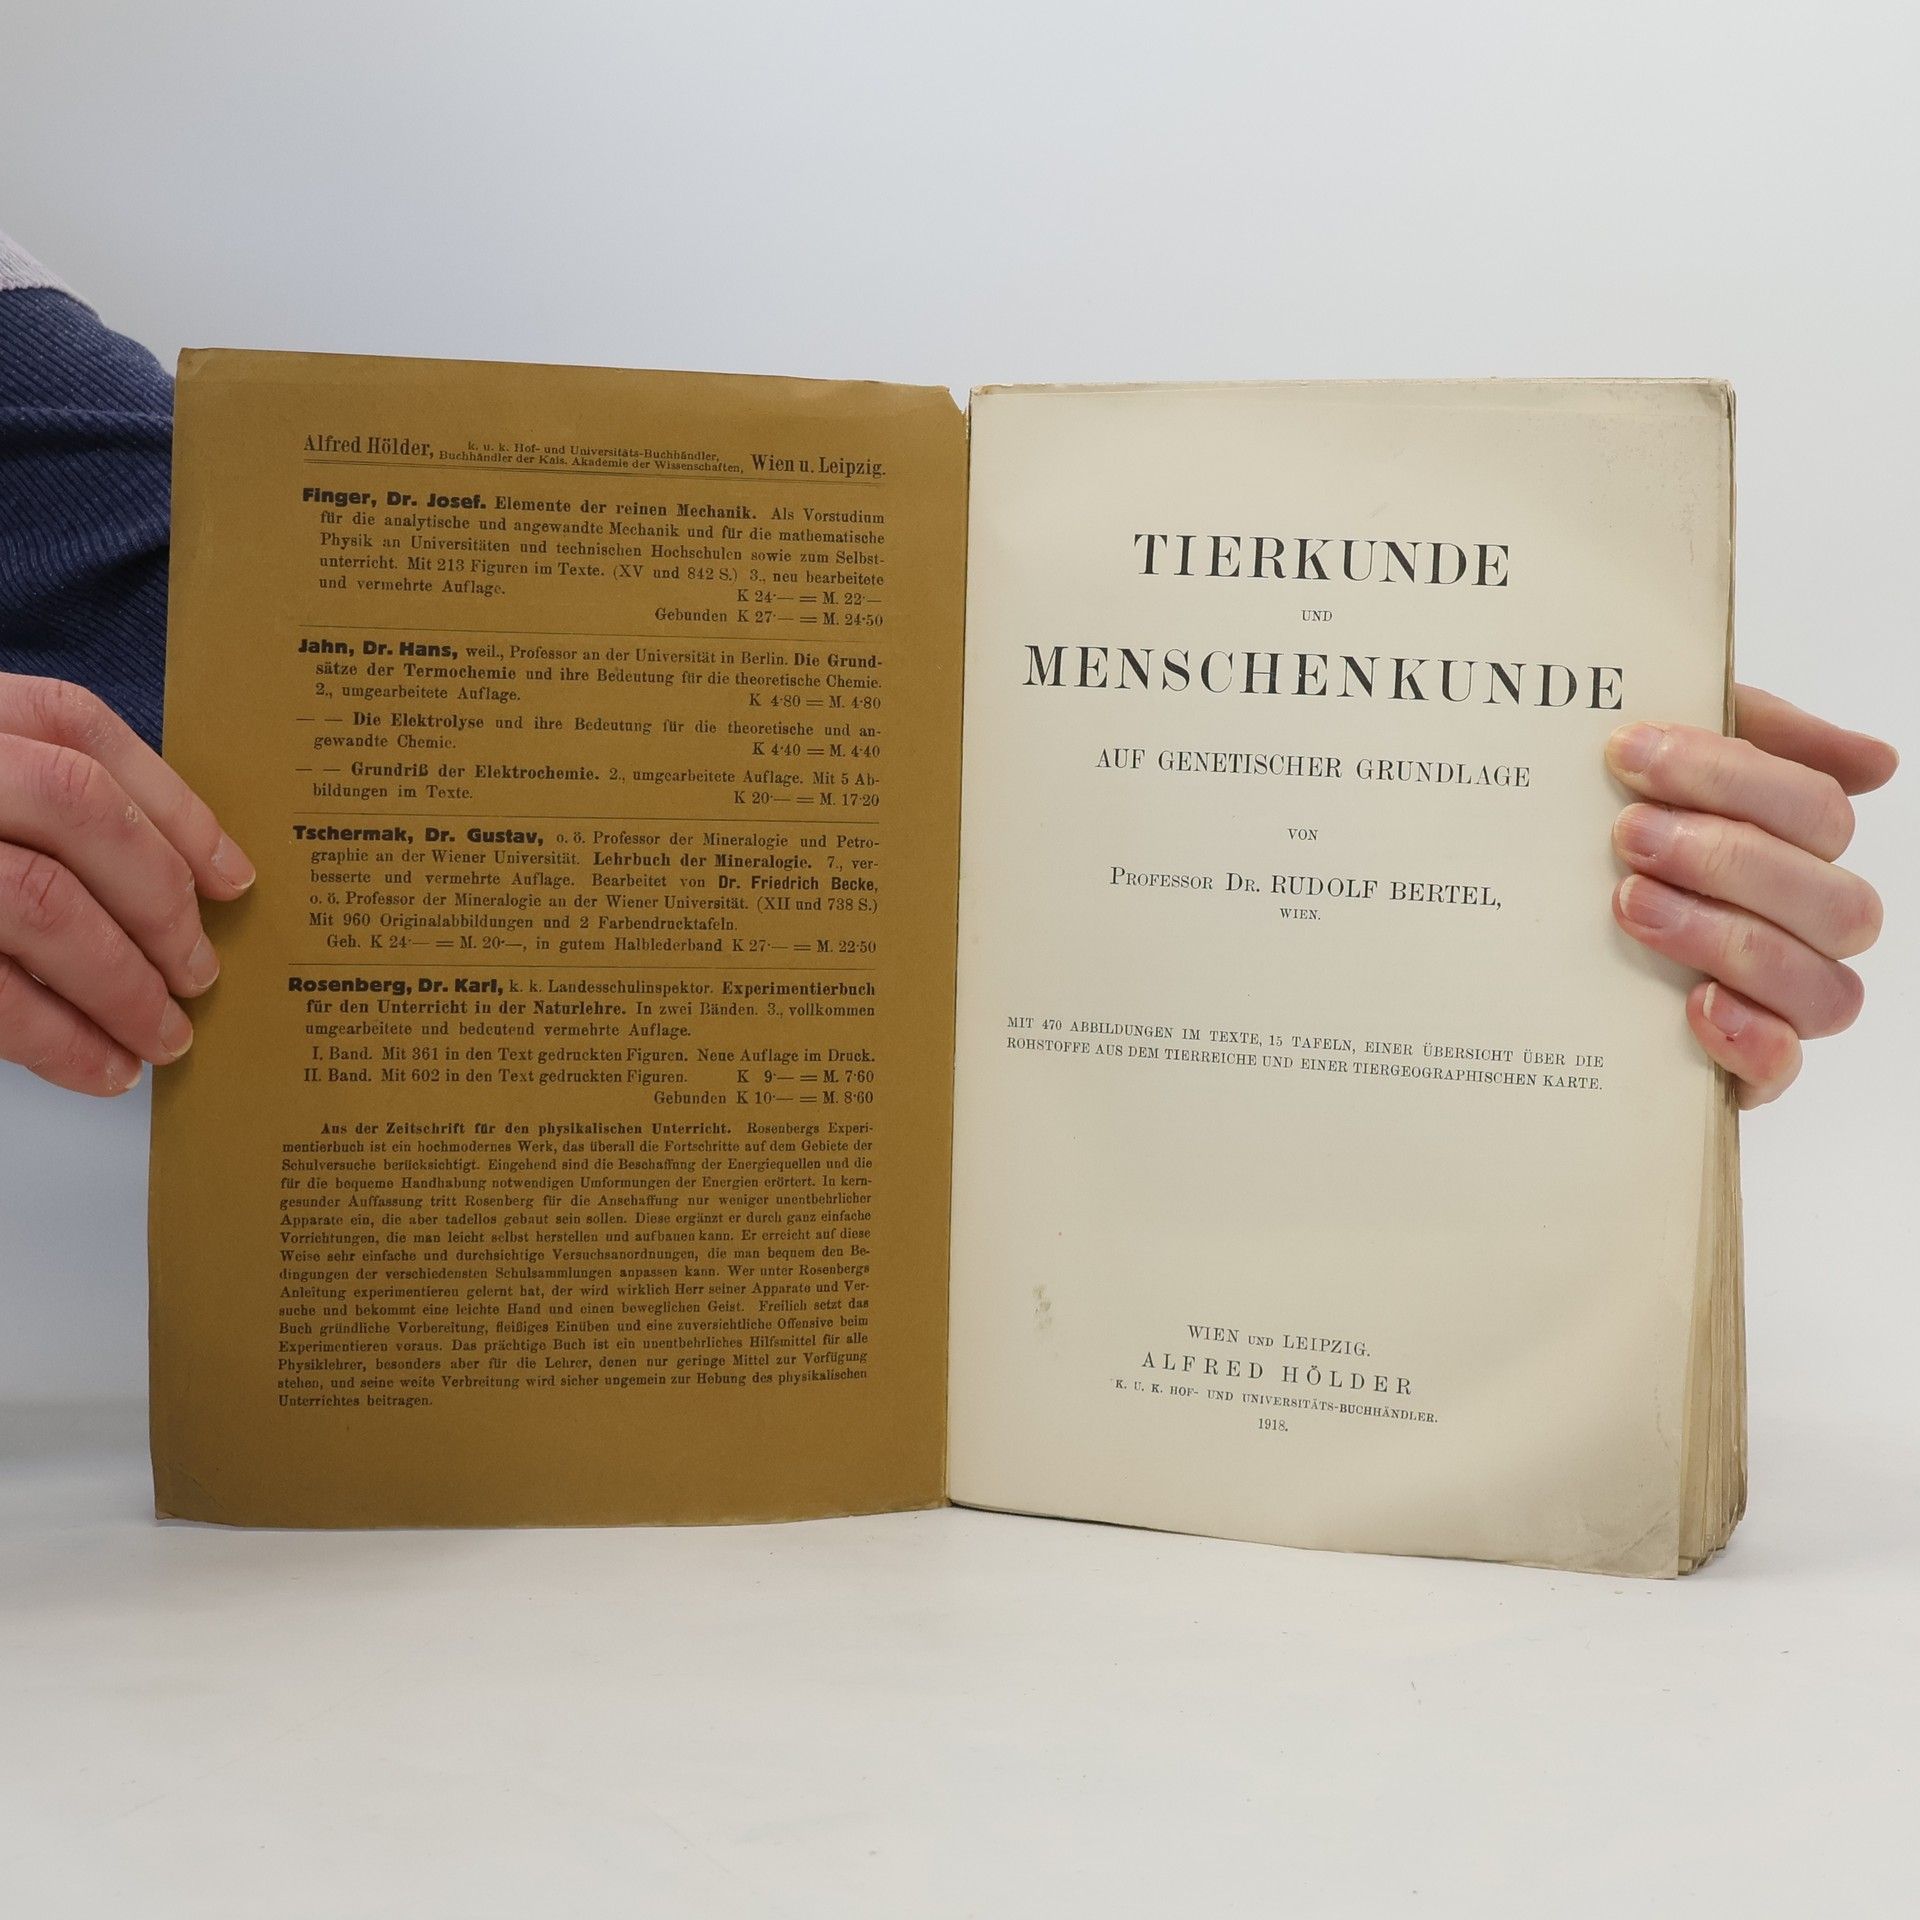 Alfred Hölder, k. u. k. Hof- und Universitäts-Buchhändler, Buchhändler der Kais. Akademie der Wissenschaften, Wien u. Leipzig.
Finger, Dr. Josef. Elemente der reinen Mechanik. Als Vorstudium
für die analytische und angewandte Mechanik und für die mathematische
Physik an Universitäten und technischen Hochschulen sowie zum Selbst-
unterricht. Mit 213 Figuren im Texte. (XV und 842 S.) 3., neu bearbeitete
und vermehrte Auflage. K 24·— = M. 22·—
Gebunden K 27·— = M. 24·50
Jahn, Dr. Hans, weil., Professor an der Universität in Berlin. Die Grund-
sätze der Termochemie und ihre Bedeutung für die theoretische Chemie.
2., umgearbeitete Auflage. K 4·80 = M. 4·80
— — Die Elektrolyse und ihre Bedeutung für die theoretische und an-
gewandte Chemie. K 4·40 = M. 4·40
— — Grundriß der Elektrochemie. 2., umgearbeitete Auflage. Mit 5 Ab-
bildungen im Texte. K 20·— = M. 17·20
Tschermak, Dr. Gustav, o. ö. Professor der Mineralogie und Petro-
graphie an der Wiener Universität. Lehrbuch der Mineralogie. 7., ver-
besserte und vermehrte Auflage. Bearbeitet von Dr. Friedrich Becke,
o. ö. Professor der Mineralogie an der Wiener Universität. (XII und 738 S.)
Mit 960 Originalabbildungen und 2 Farbendrucktafeln.
Geh. K 24·— = M. 20·—, in gutem Halblederband K 27·— = M. 22·50
Rosenberg, Dr. Karl, k. k. Landesschulinspektor. Experimentierbuch
für den Unterricht in der Naturlehre. In zwei Bänden. 3., vollkommen
umgearbeitete und bedeutend vermehrte Auflage.
I. Band. Mit 361 in den Text gedruckten Figuren. Neue Auflage im Druck.
II. Band. Mit 602 in den Text gedruckten Figuren. K 9·— = M. 7·60
Gebunden K 10·— = M. 8·60
Aus der Zeitschrift für den physikalischen Unterricht. Rosenbergs Experi-
mentierbuch ist ein hochmodernes Werk, das überall die Fortschritte auf dem Gebiete der
Schulversuche berücksichtigt. Eingehend sind die Beschaffung der Energiequellen und die
für die bequeme Handhabung notwendigen Umformungen der Energien erörtert. In kern-
gesunder Auffassung tritt Rosenberg für die Anschaffung nur weniger unentbehrlicher
Apparate ein, die aber tadellos gebaut sein sollen. Diese ergänzt er durch ganz einfache
Vorrichtungen, die man leicht selbst herstellen und aufbauen kann. Er erreicht auf diese
Weise sehr einfache und durchsichtige Versuchsanordnungen, die man bequem den Be-
dingungen der verschiedensten Schulsammlungen anpassen kann. Wer unter Rosenbergs
Anleitung experimentieren gelernt hat, der wird wirklich Herr seiner Apparate und Ver-
suche und bekommt eine leichte Hand und einen beweglichen Geist. Freilich setzt das
Buch gründliche Vorbereitung, fleißiges Einüben und eine zuversichtliche Offensive beim
Experimentieren voraus. Das prächtige Buch ist ein unentbehrliches Hilfsmittel für alle
Physiklehrer, besonders aber für die Lehrer, denen nur geringe Mittel zur Verfügung
stehen, und seine weite Verbreitung wird sicher ungemein zur Hebung des physikalischen
Unterrichtes beitragen.
TIERKUNDE
UND
MENSCHENKUNDE
AUF GENETISCHER GRUNDLAGE
VON
PROFESSOR DR. RUDOLF BERTEL,
WIEN.
MIT 470 ABBILDUNGEN IM TEXTE, 15 TAFELN, EINER ÜBERSICHT ÜBER DIE
ROHSTOFFE AUS DEM TIERREICHE UND EINER TIERGEOGRAPHISCHEN KARTE.
WIEN UND LEIPZIG.
ALFRED HÖLDER
K. U. K. HOF- UND UNIVERSITÄTS-BUCHHÄNDLER.
1918.